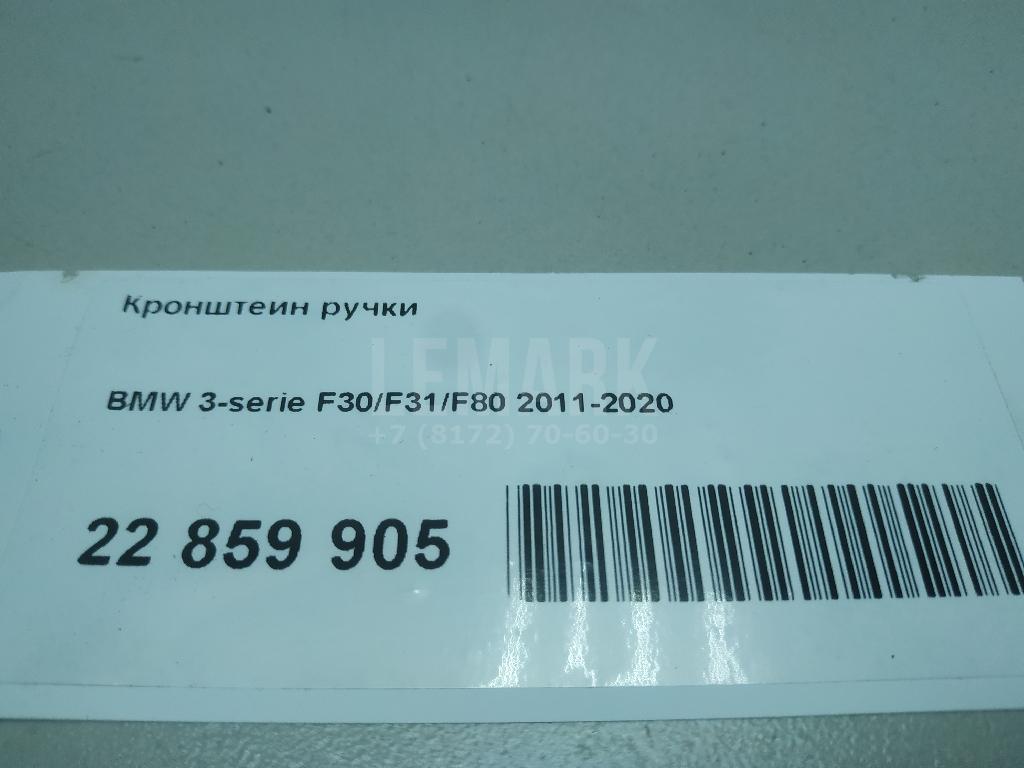 Кронштеин ручки
LEMARK
BMW 3-serie F30/F31/F80 2011-2020
+7 (8172) 70-60-30
22 859 905